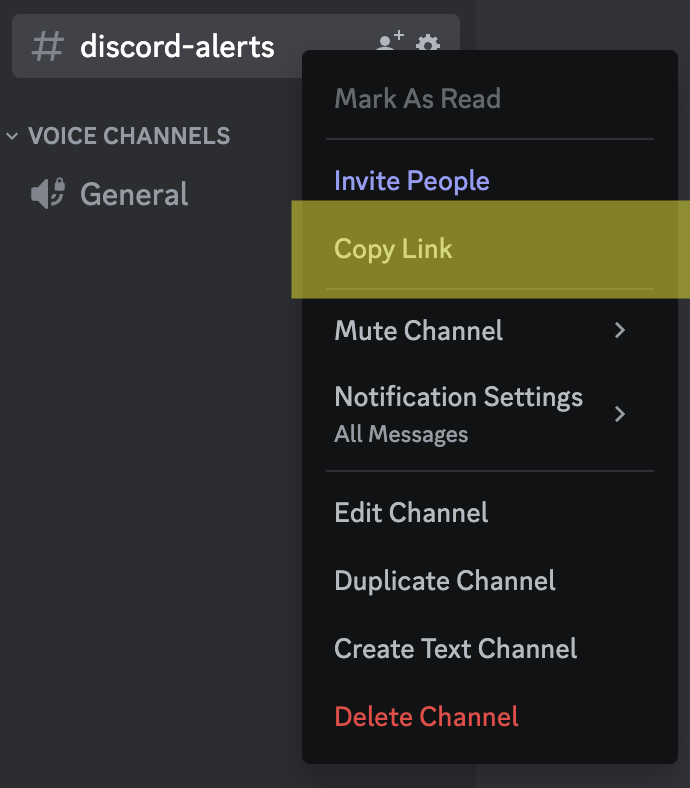 # discord-alerts
VOICE CHANNELS
General
Mark As Read
Invite People
Copy Link
Mute Channel
Notification Settings
All Messages
Edit Channel
Duplicate Channel
Create Text Channel
Delete Channel